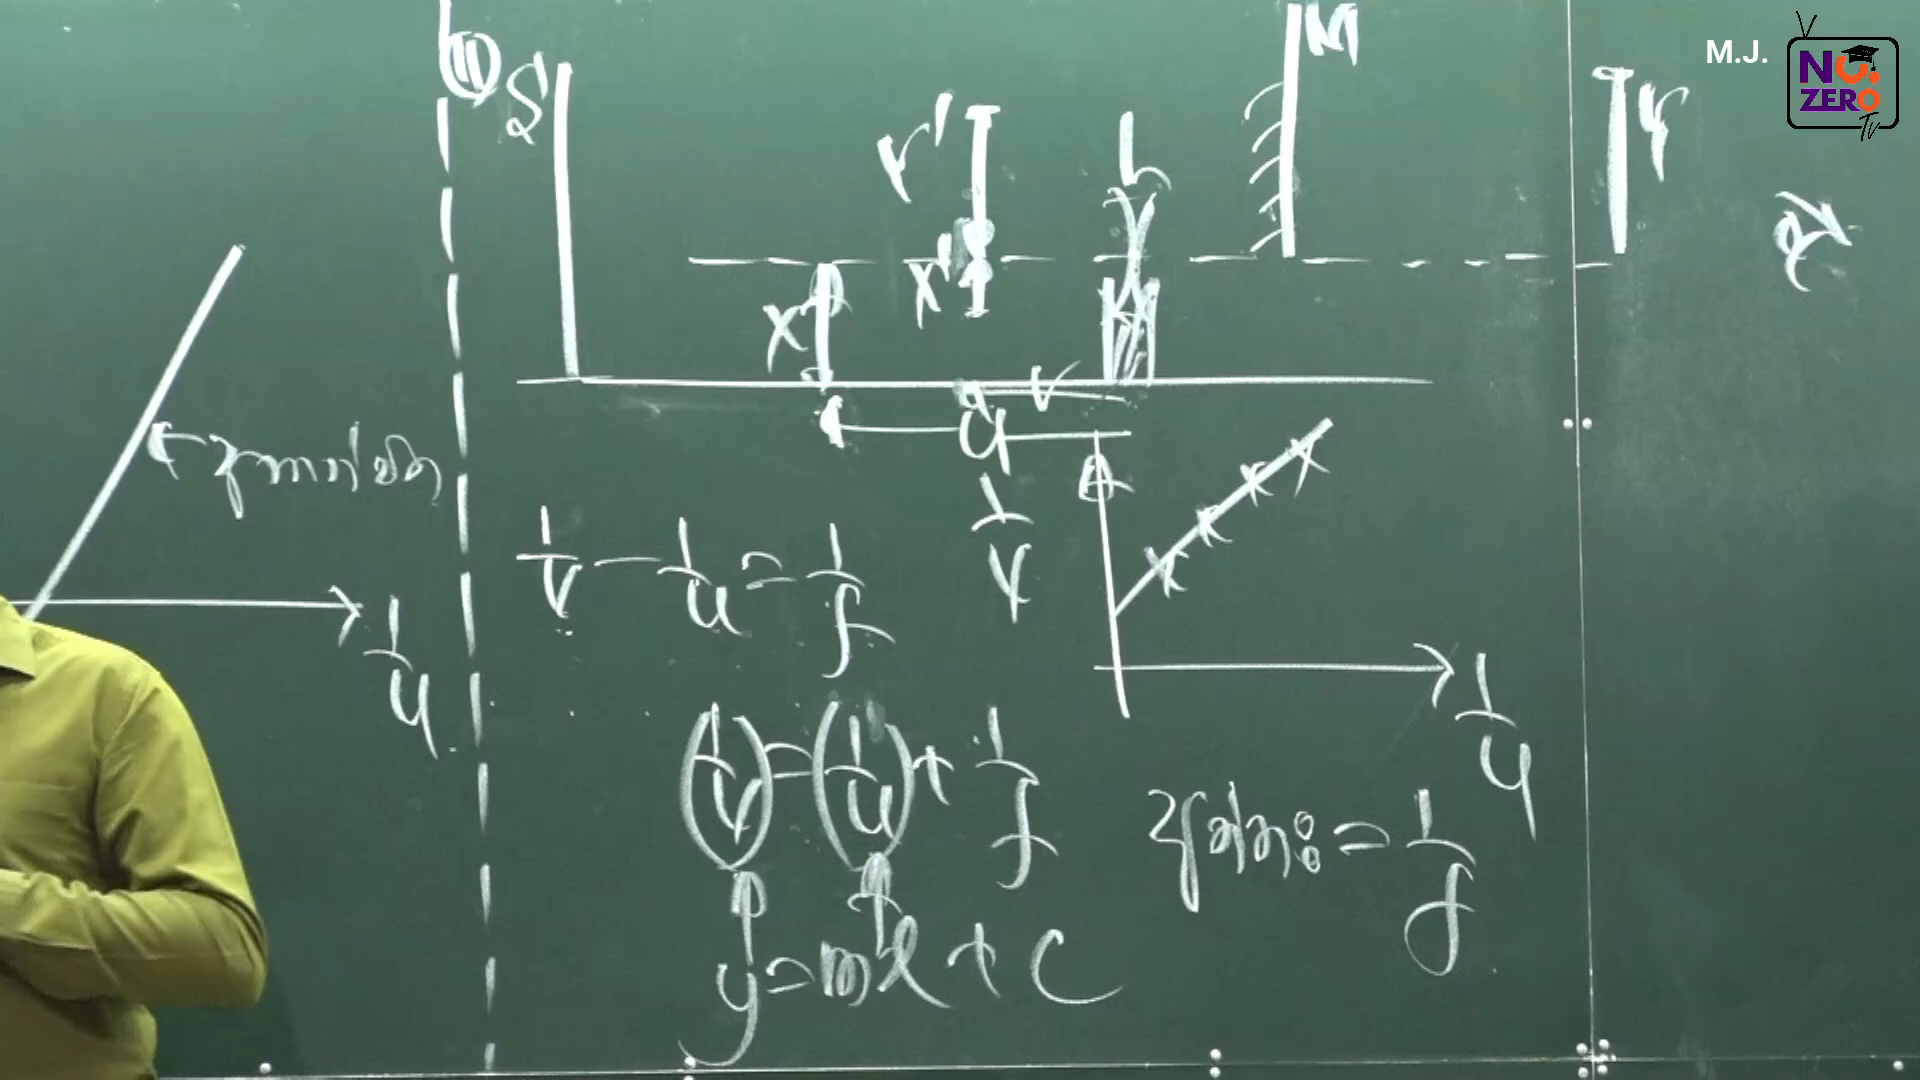 M.J.
NO.
ZERO
TV
S'
Y'
L
M
Y
X
X'
V
u
1/v - 1/u = 1/f
1/v
1/u
1/u
(1/v) = (1/u) + 1/f
= 1/f
y = mx + c